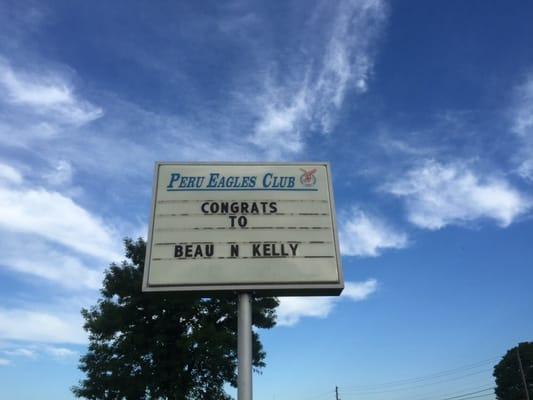 Peru Eagles Club
CONGRATS
TO
BEAU N KELLY